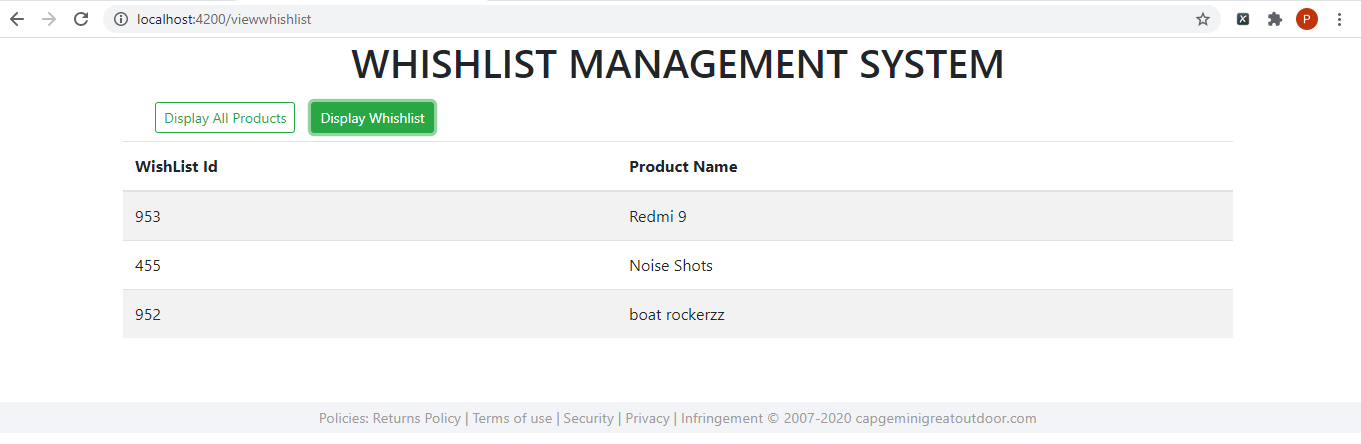 localhost:4200/viewwhishlist
P
WHISHLIST MANAGEMENT SYSTEM
Display All Products Display Whishlist
WishList Id Product Name
953 Redmi 9
455 Noise Shots
952 boat rockerzz
Policies: Returns Policy | Terms of use | Security | Privacy | Infringement © 2007-2020 capgeminigreatoutdoor.com